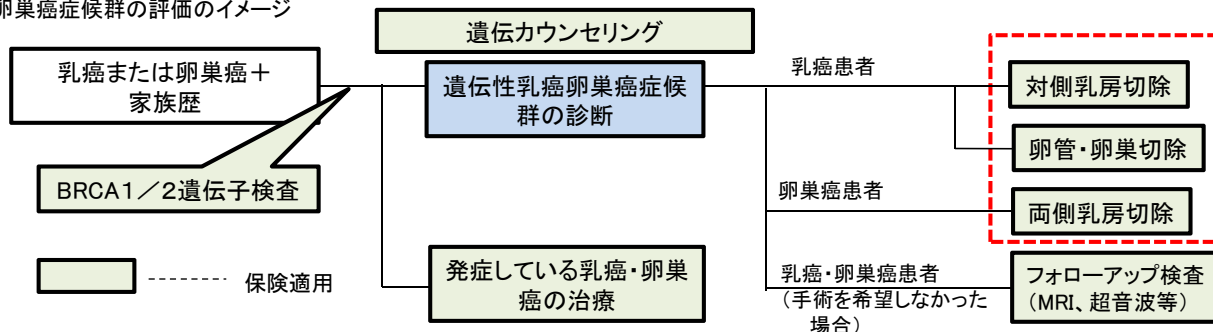 卵巣癌症候群の評価のイメージ
遺伝カウンセリング
乳癌または卵巣癌＋
家族歴
遺伝性乳癌卵巣癌症候
群の診断
乳癌患者
対側乳房切除
卵管・卵巣切除
BRCA1／2遺伝子検査
卵巣癌患者
両側乳房切除
保険適用
発症している乳癌・卵巣
癌の治療
乳癌・卵巣癌患者
（手術を希望しなかった
場合）
フォローアップ検査
（MRI、超音波等）